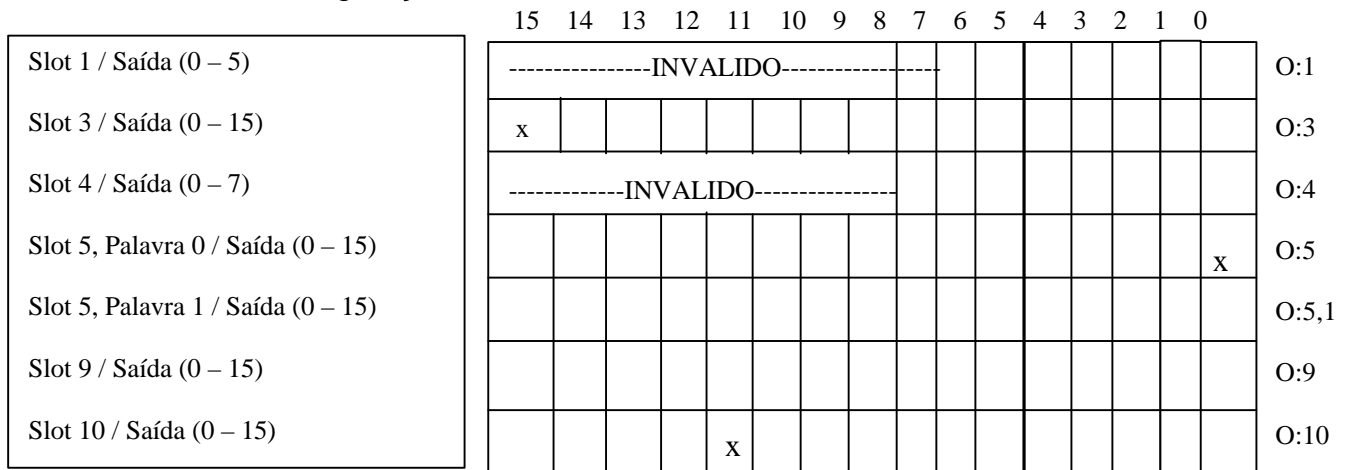 15 14 13 12 11 10 9 8 7 6 5 4 3 2 1 0
Slot 1 / Saída (0 – 5) -----------------INVALIDO------------------- O:1
Slot 3 / Saída (0 – 15) x O:3
Slot 4 / Saída (0 – 7) --------------INVALIDO----------------- O:4
Slot 5, Palavra 0 / Saída (0 – 15) x O:5
Slot 5, Palavra 1 / Saída (0 – 15) O:5,1
Slot 9 / Saída (0 – 15) O:9
Slot 10 / Saída (0 – 15) x O:10